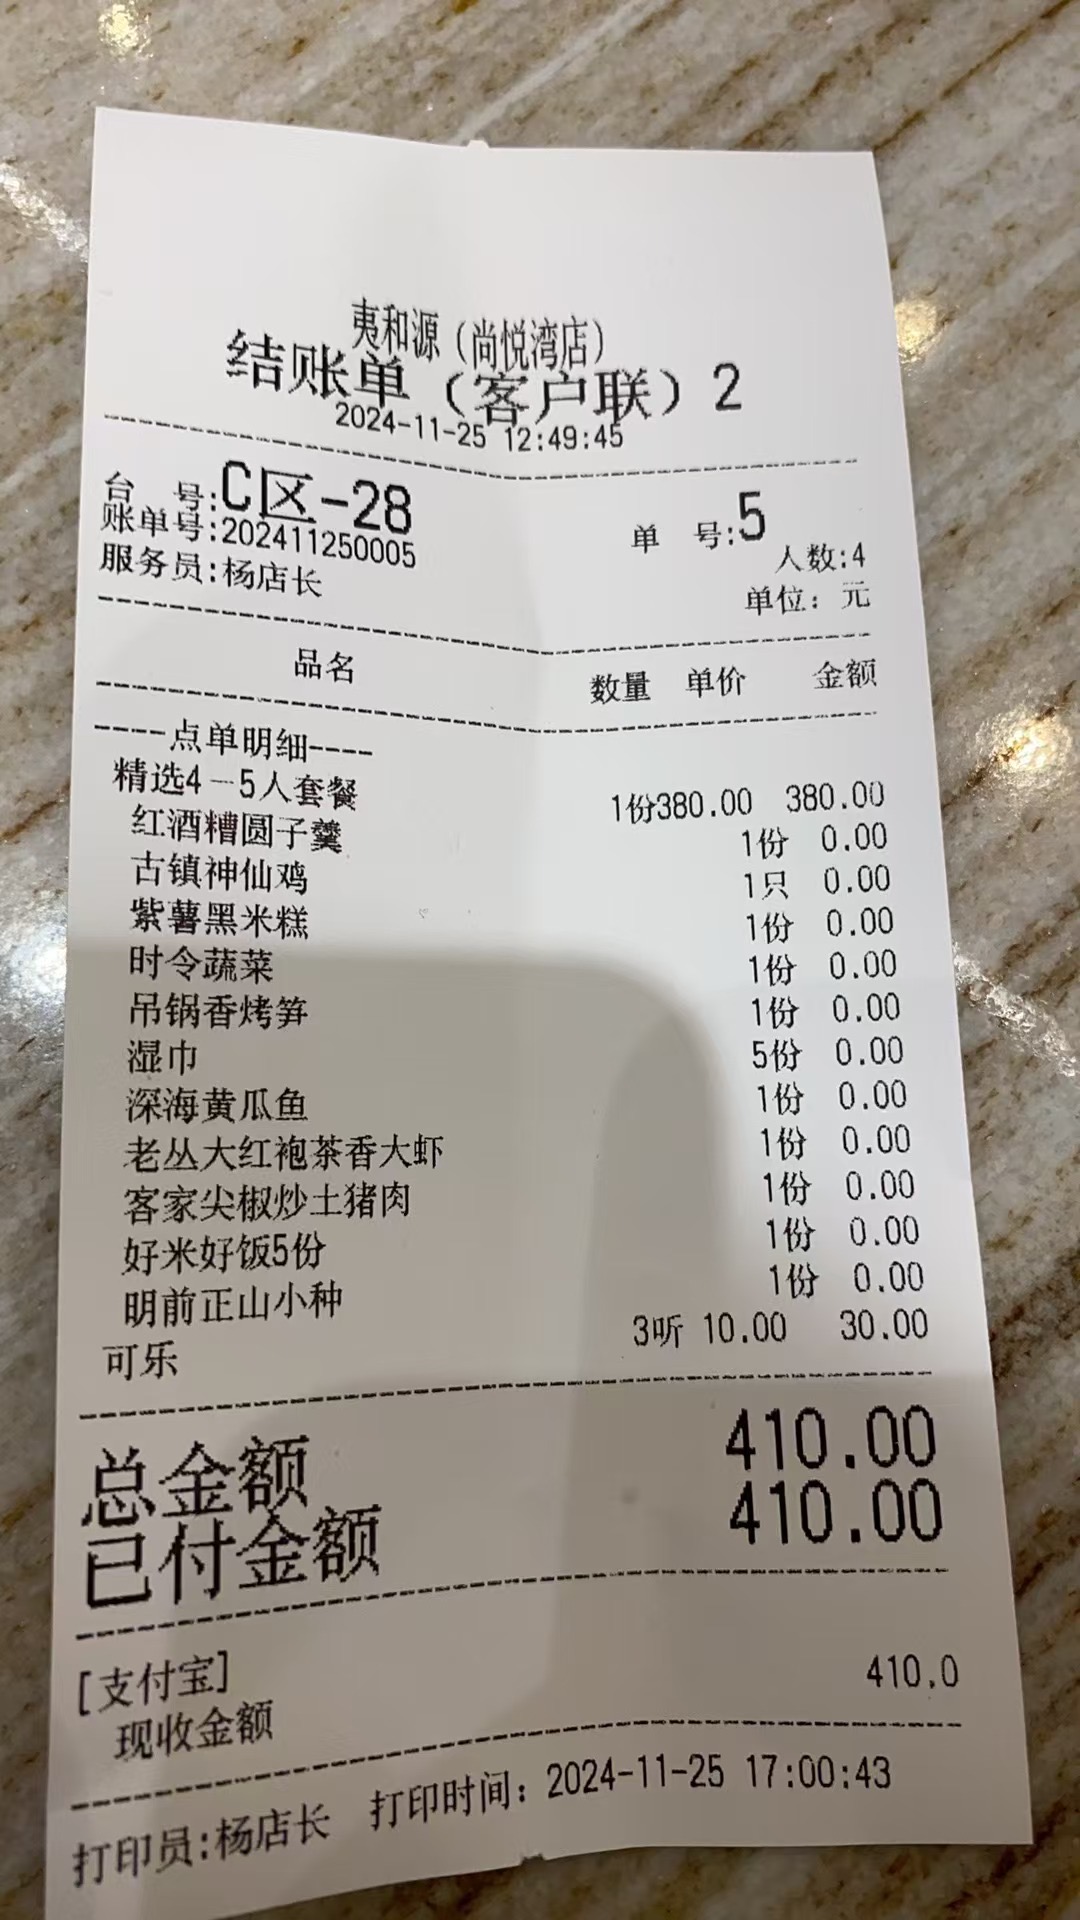 夷和源（尚悦湾店）
结账单（客户联）2
2024-11-25 12:49:45
台 号:C区-28 单 号:5
账单号:202411250005 人数:4
服务员:杨店长 单位：元
品名 数量 单价 金额
----点单明细----
精选4－5人套餐 1份380.00 380.00
红酒糟圆子羹 1份 0.00
古镇神仙鸡 1只 0.00
紫薯黑米糕 1份 0.00
时令蔬菜 1份 0.00
吊锅香烤笋 1份 0.00
湿巾 5份 0.00
深海黄瓜鱼 1份 0.00
老丛大红袍茶香大虾 1份 0.00
客家尖椒炒土猪肉 1份 0.00
好米好饭5份 1份 0.00
明前正山小种 1份 0.00
可乐 3听 10.00 30.00
总金额 410.00
已付金额 410.00
[支付宝] 410.0
现收金额
打印员:杨店长 打印时间：2024-11-25 17:00:43